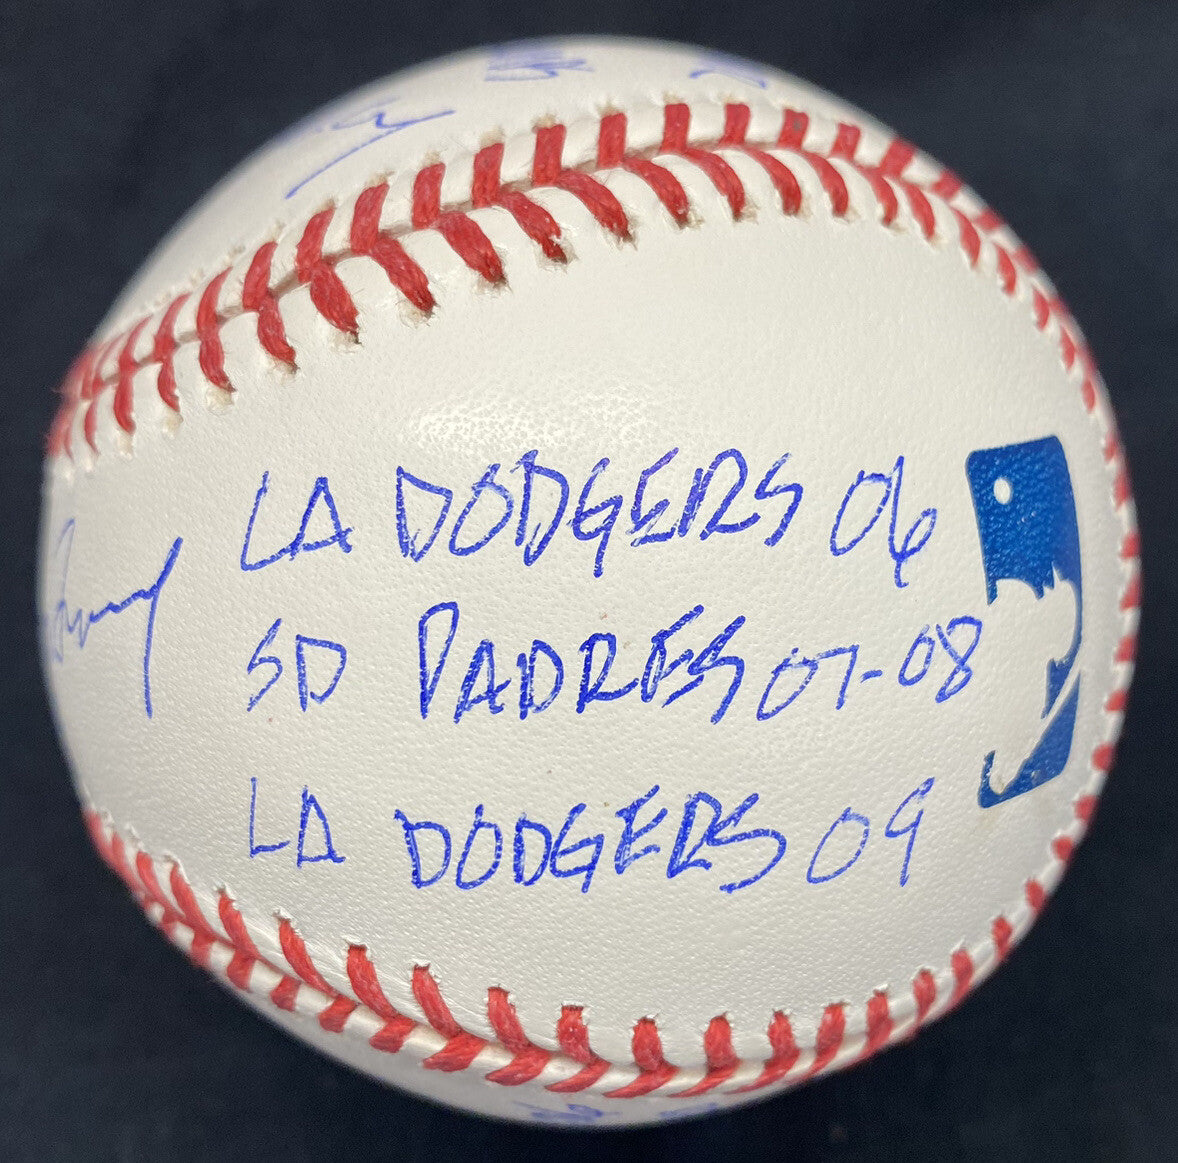 LA DODGERS 06
SD PADRES 07-08
LA DODGERS 09